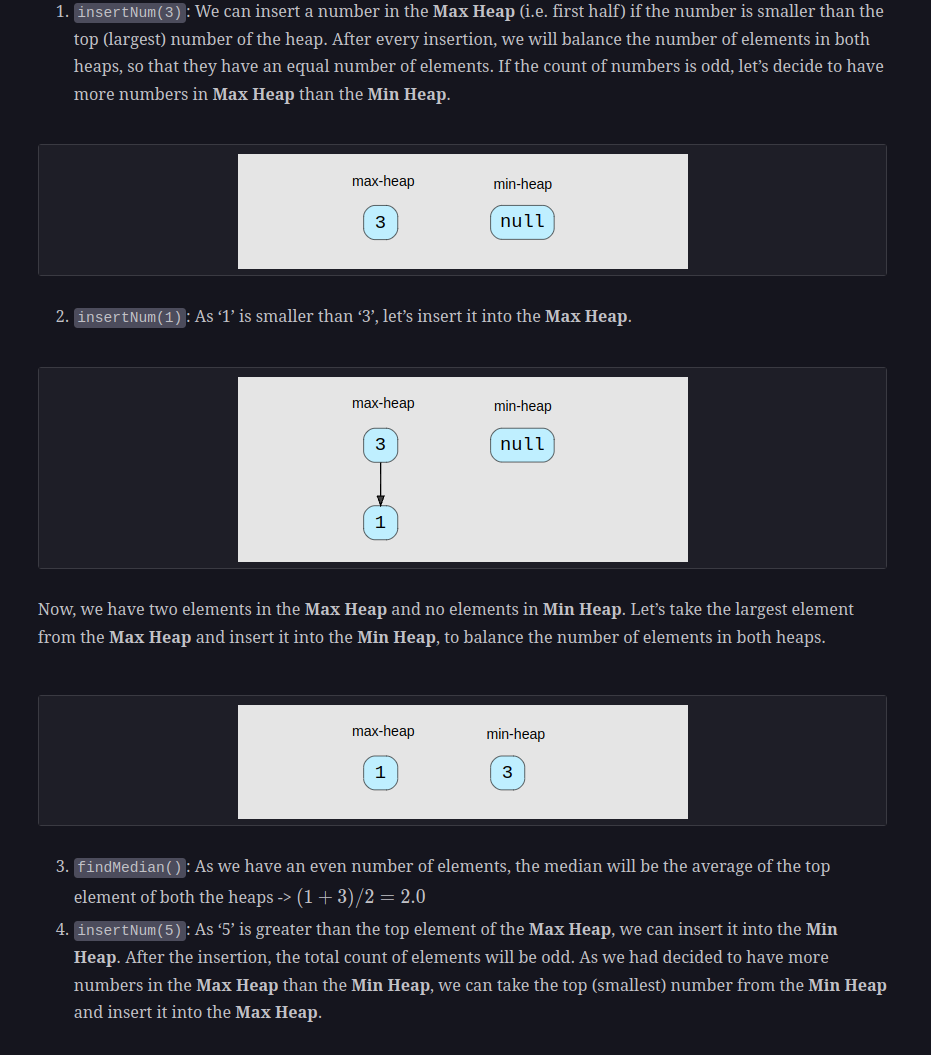 1. insertNum(3): We can insert a number in the Max Heap (i.e. first half) if the number is smaller than the
top (largest) number of the heap. After every insertion, we will balance the number of elements in both
heaps, so that they have an equal number of elements. If the count of numbers is odd, let’s decide to have
more numbers in Max Heap than the Min Heap.
max-heap min-heap
3 null
2. insertNum(1): As ‘1’ is smaller than ‘3’, let’s insert it into the Max Heap.
max-heap min-heap
3 null
1
Now, we have two elements in the Max Heap and no elements in Min Heap. Let’s take the largest element
from the Max Heap and insert it into the Min Heap, to balance the number of elements in both heaps.
max-heap min-heap
1 3
3. findMedian(): As we have an even number of elements, the median will be the average of the top
element of both the heaps -> (1 + 3)/2 = 2.0
4. insertNum(5): As ‘5’ is greater than the top element of the Max Heap, we can insert it into the Min
Heap. After the insertion, the total count of elements will be odd. As we had decided to have more
numbers in the Max Heap than the Min Heap, we can take the top (smallest) number from the Min Heap
and insert it into the Max Heap.